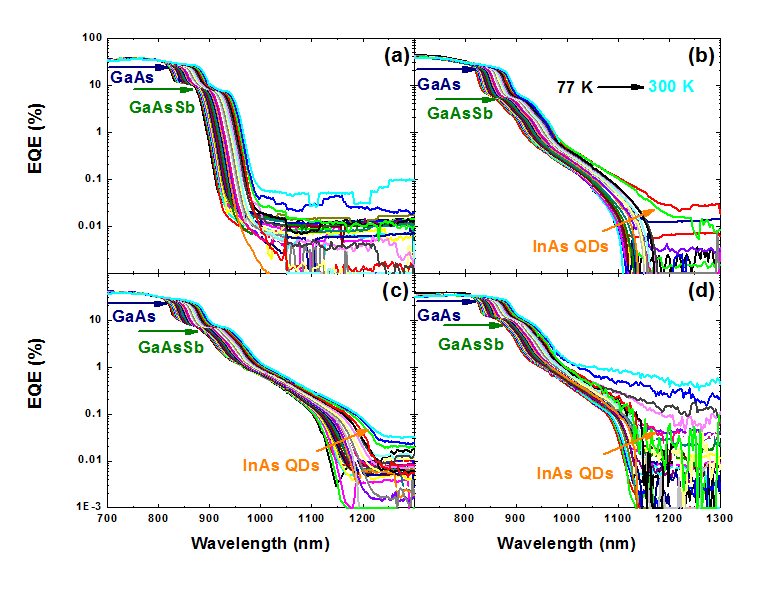 100
(a)
(b)
GaAs
GaAs
77 K
300 K
10
GaAsSb
GaAsSb
EQE (%)
1
0.1
0.01
InAs QDs
(c)
(d)
GaAs
GaAs
10
GaAsSb
GaAsSb
EQE (%)
1
0.1
InAs QDs
InAs QDs
0.01
1E-3
700 800 900 1000 1100 1200
800 900 1000 1100 1200 1300
Wavelength (nm)
Wavelength (nm)